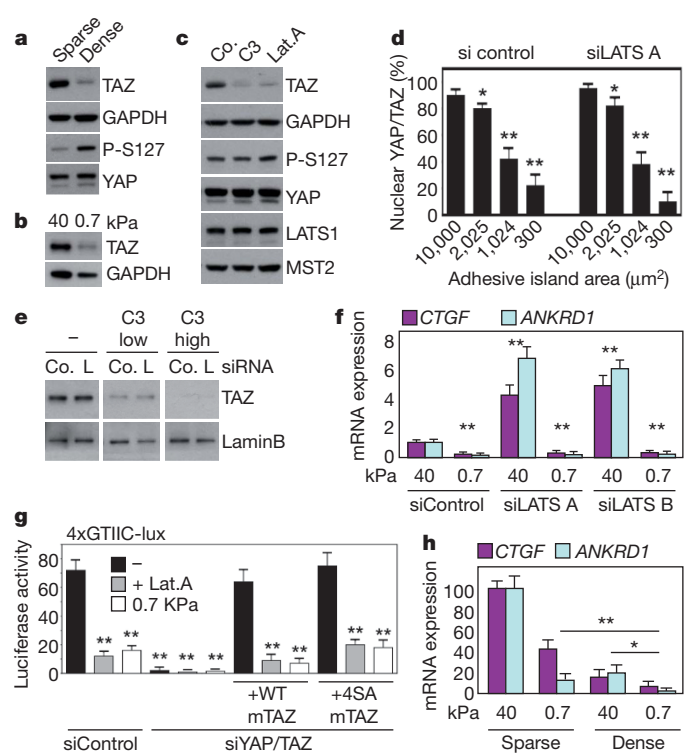 a
Sparse
Dense
TAZ
GAPDH
P-S127
YAP
b
40 0.7 kPa
TAZ
GAPDH
c
Co.
C3
Lat.A
TAZ
GAPDH
P-S127
YAP
LATS1
MST2
d
si control siLATS A
Nuclear YAP/TAZ (%)
100
80
60
40
20
0
* ** ** * ** **
10,000 2,025 1,024 300 10,000 2,025 1,024 300
Adhesive island area (μm²)
e
– C3 low C3 high
Co. L Co. L Co. L siRNA
TAZ
LaminB
f
CTGF ANKRD1
mRNA expression
8
6
4
2
0
** ** ** ** **
kPa 40 0.7 40 0.7 40 0.7
siControl siLATS A siLATS B
g
4xGTIIC-lux
Luciferase activity
80
60
40
20
0
–
+ Lat.A
0.7 KPa
** ** ** ** ** ** ** ** **
+WT mTAZ +4SA mTAZ
siControl siYAP/TAZ
h
CTGF ANKRD1
mRNA expression
100
80
60
40
20
0
**
*
kPa 40 0.7 40 0.7
Sparse Dense